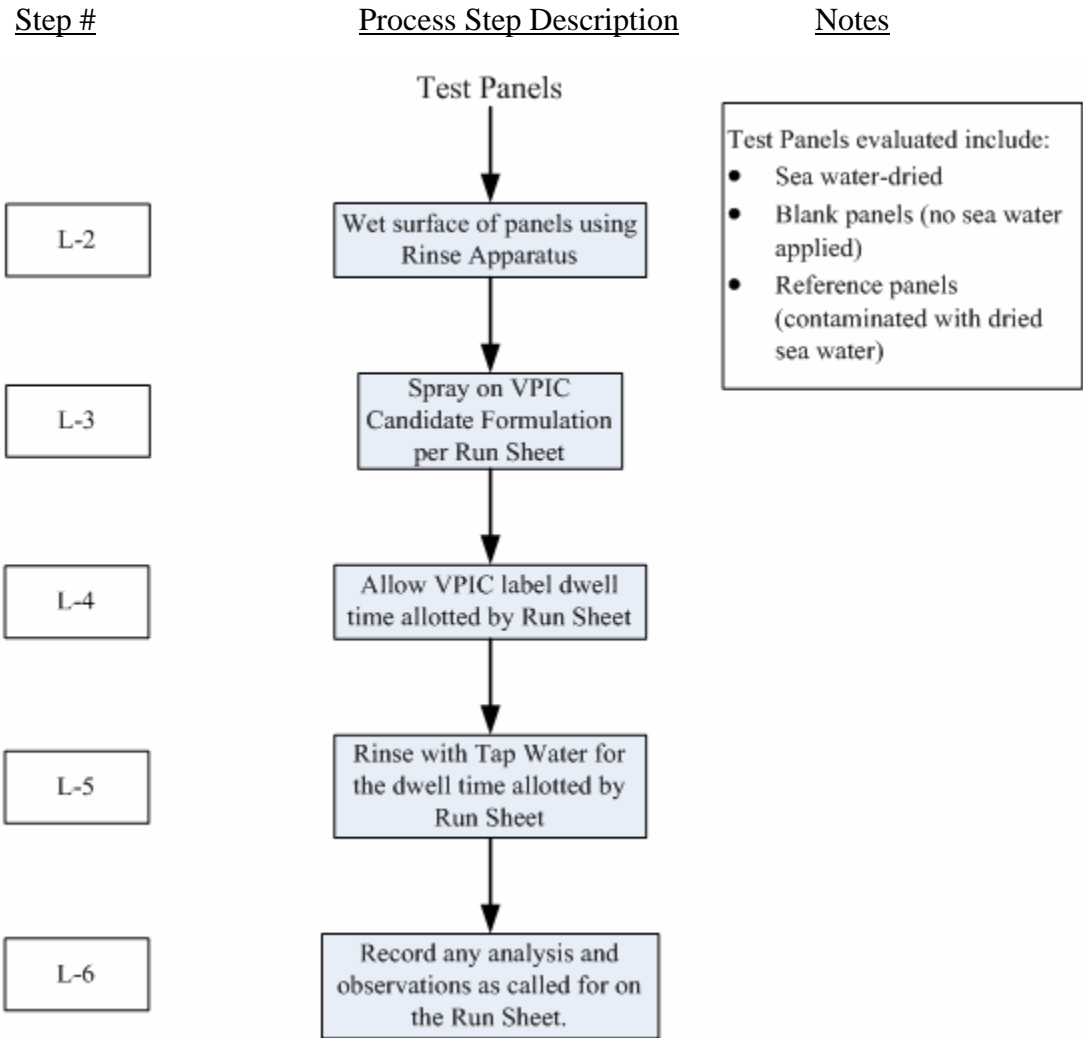 Step # Process Step Description Notes
Test Panels
Test Panels evaluated include:
● Sea water-dried
● Blank panels (no sea water
applied)
● Reference panels
(contaminated with dried
sea water)
L-2
Wet surface of panels using
Rinse Apparatus
L-3
Spray on VPIC
Candidate Formulation
per Run Sheet
L-4
Allow VPIC label dwell
time allotted by Run Sheet
L-5
Rinse with Tap Water for
the dwell time allotted by
Run Sheet
L-6
Record any analysis and
observations as called for on
the Run Sheet.